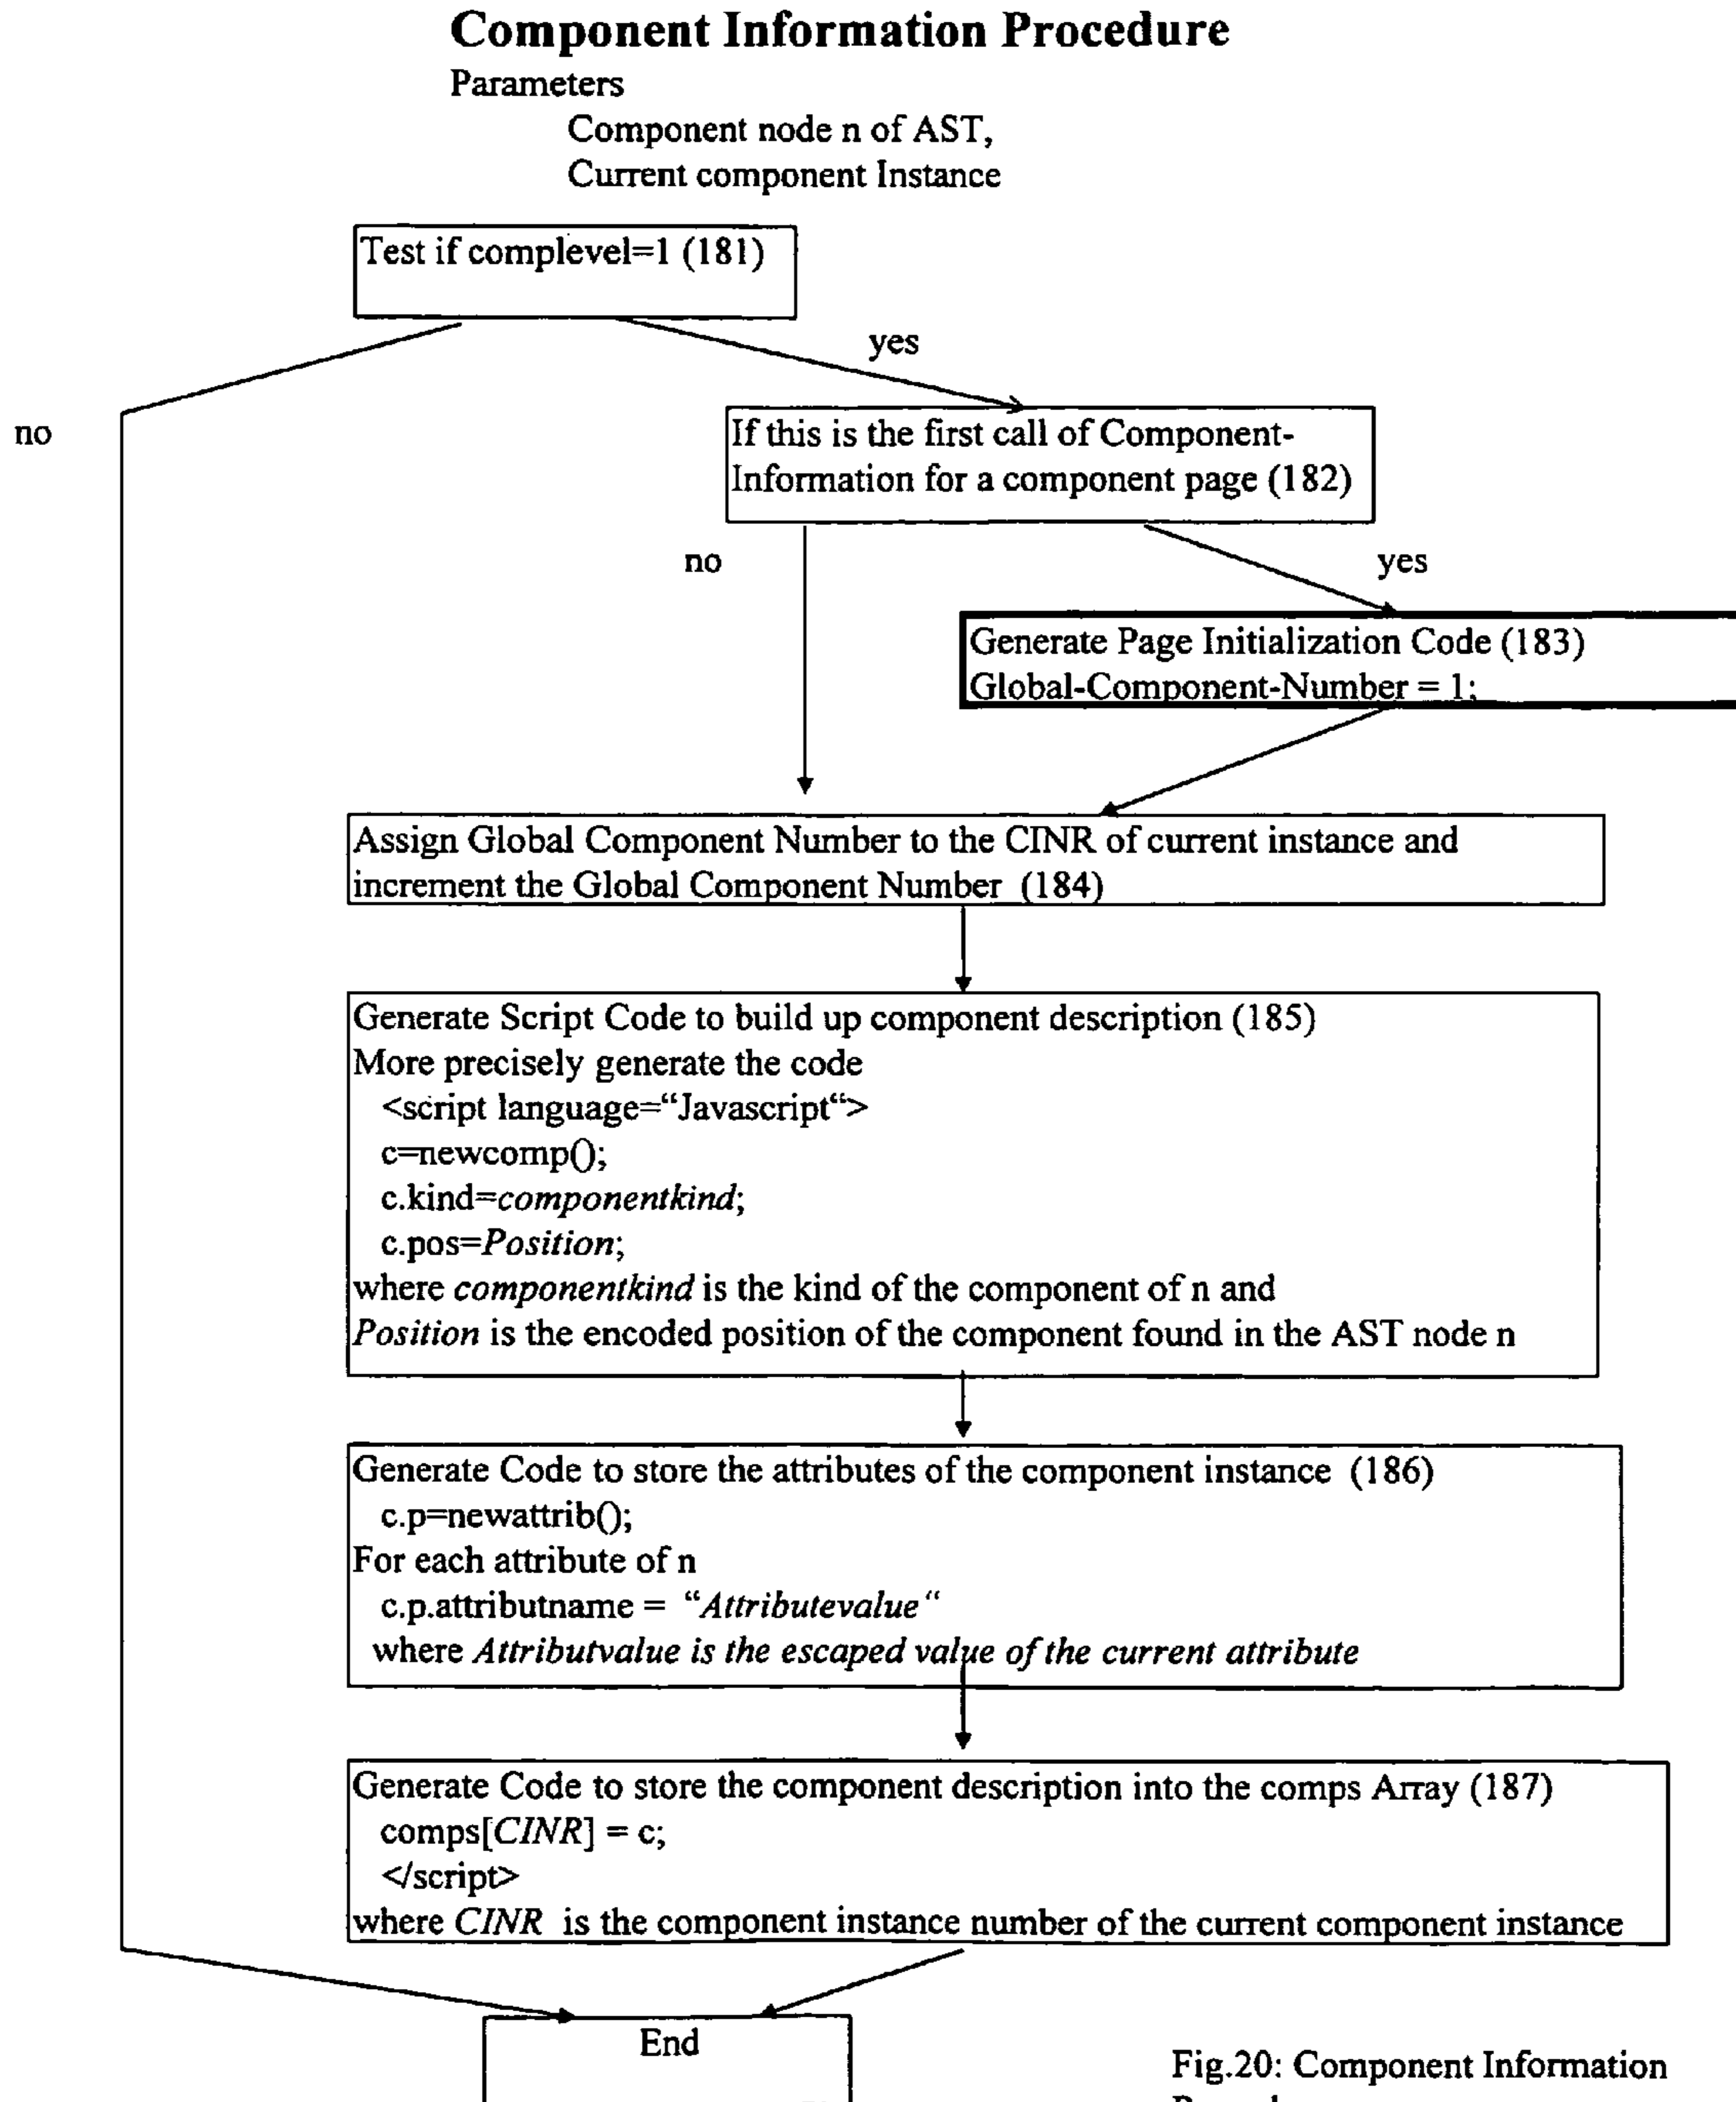 Component Information Procedure
Parameters
Component node n of AST,
Current component Instance
Test if complevel=1 (181)
yes
no
If this is the first call of Component-
Information for a component page (182)
no
yes
Generate Page Initialization Code (183)
Global-Component-Number = 1;
Assign Global Component Number to the CINR of current instance and
increment the Global Component Number (184)
Generate Script Code to build up component description (185)
More precisely generate the code
<script language=“Javascript“>
c=newcomp();
c.kind=componentkind;
c.pos=Position;
where componentkind is the kind of the component of n and
Position is the encoded position of the component found in the AST node n
Generate Code to store the attributes of the component instance (186)
c.p=newattrib();
For each attribute of n
c.p.attributname = “Attributevalue“
where Attributvalue is the escaped value of the current attribute
Generate Code to store the component description into the comps Array (187)
comps[CINR] = c;
</script>
where CINR is the component instance number of the current component instance
End
Fig.20: Component Information